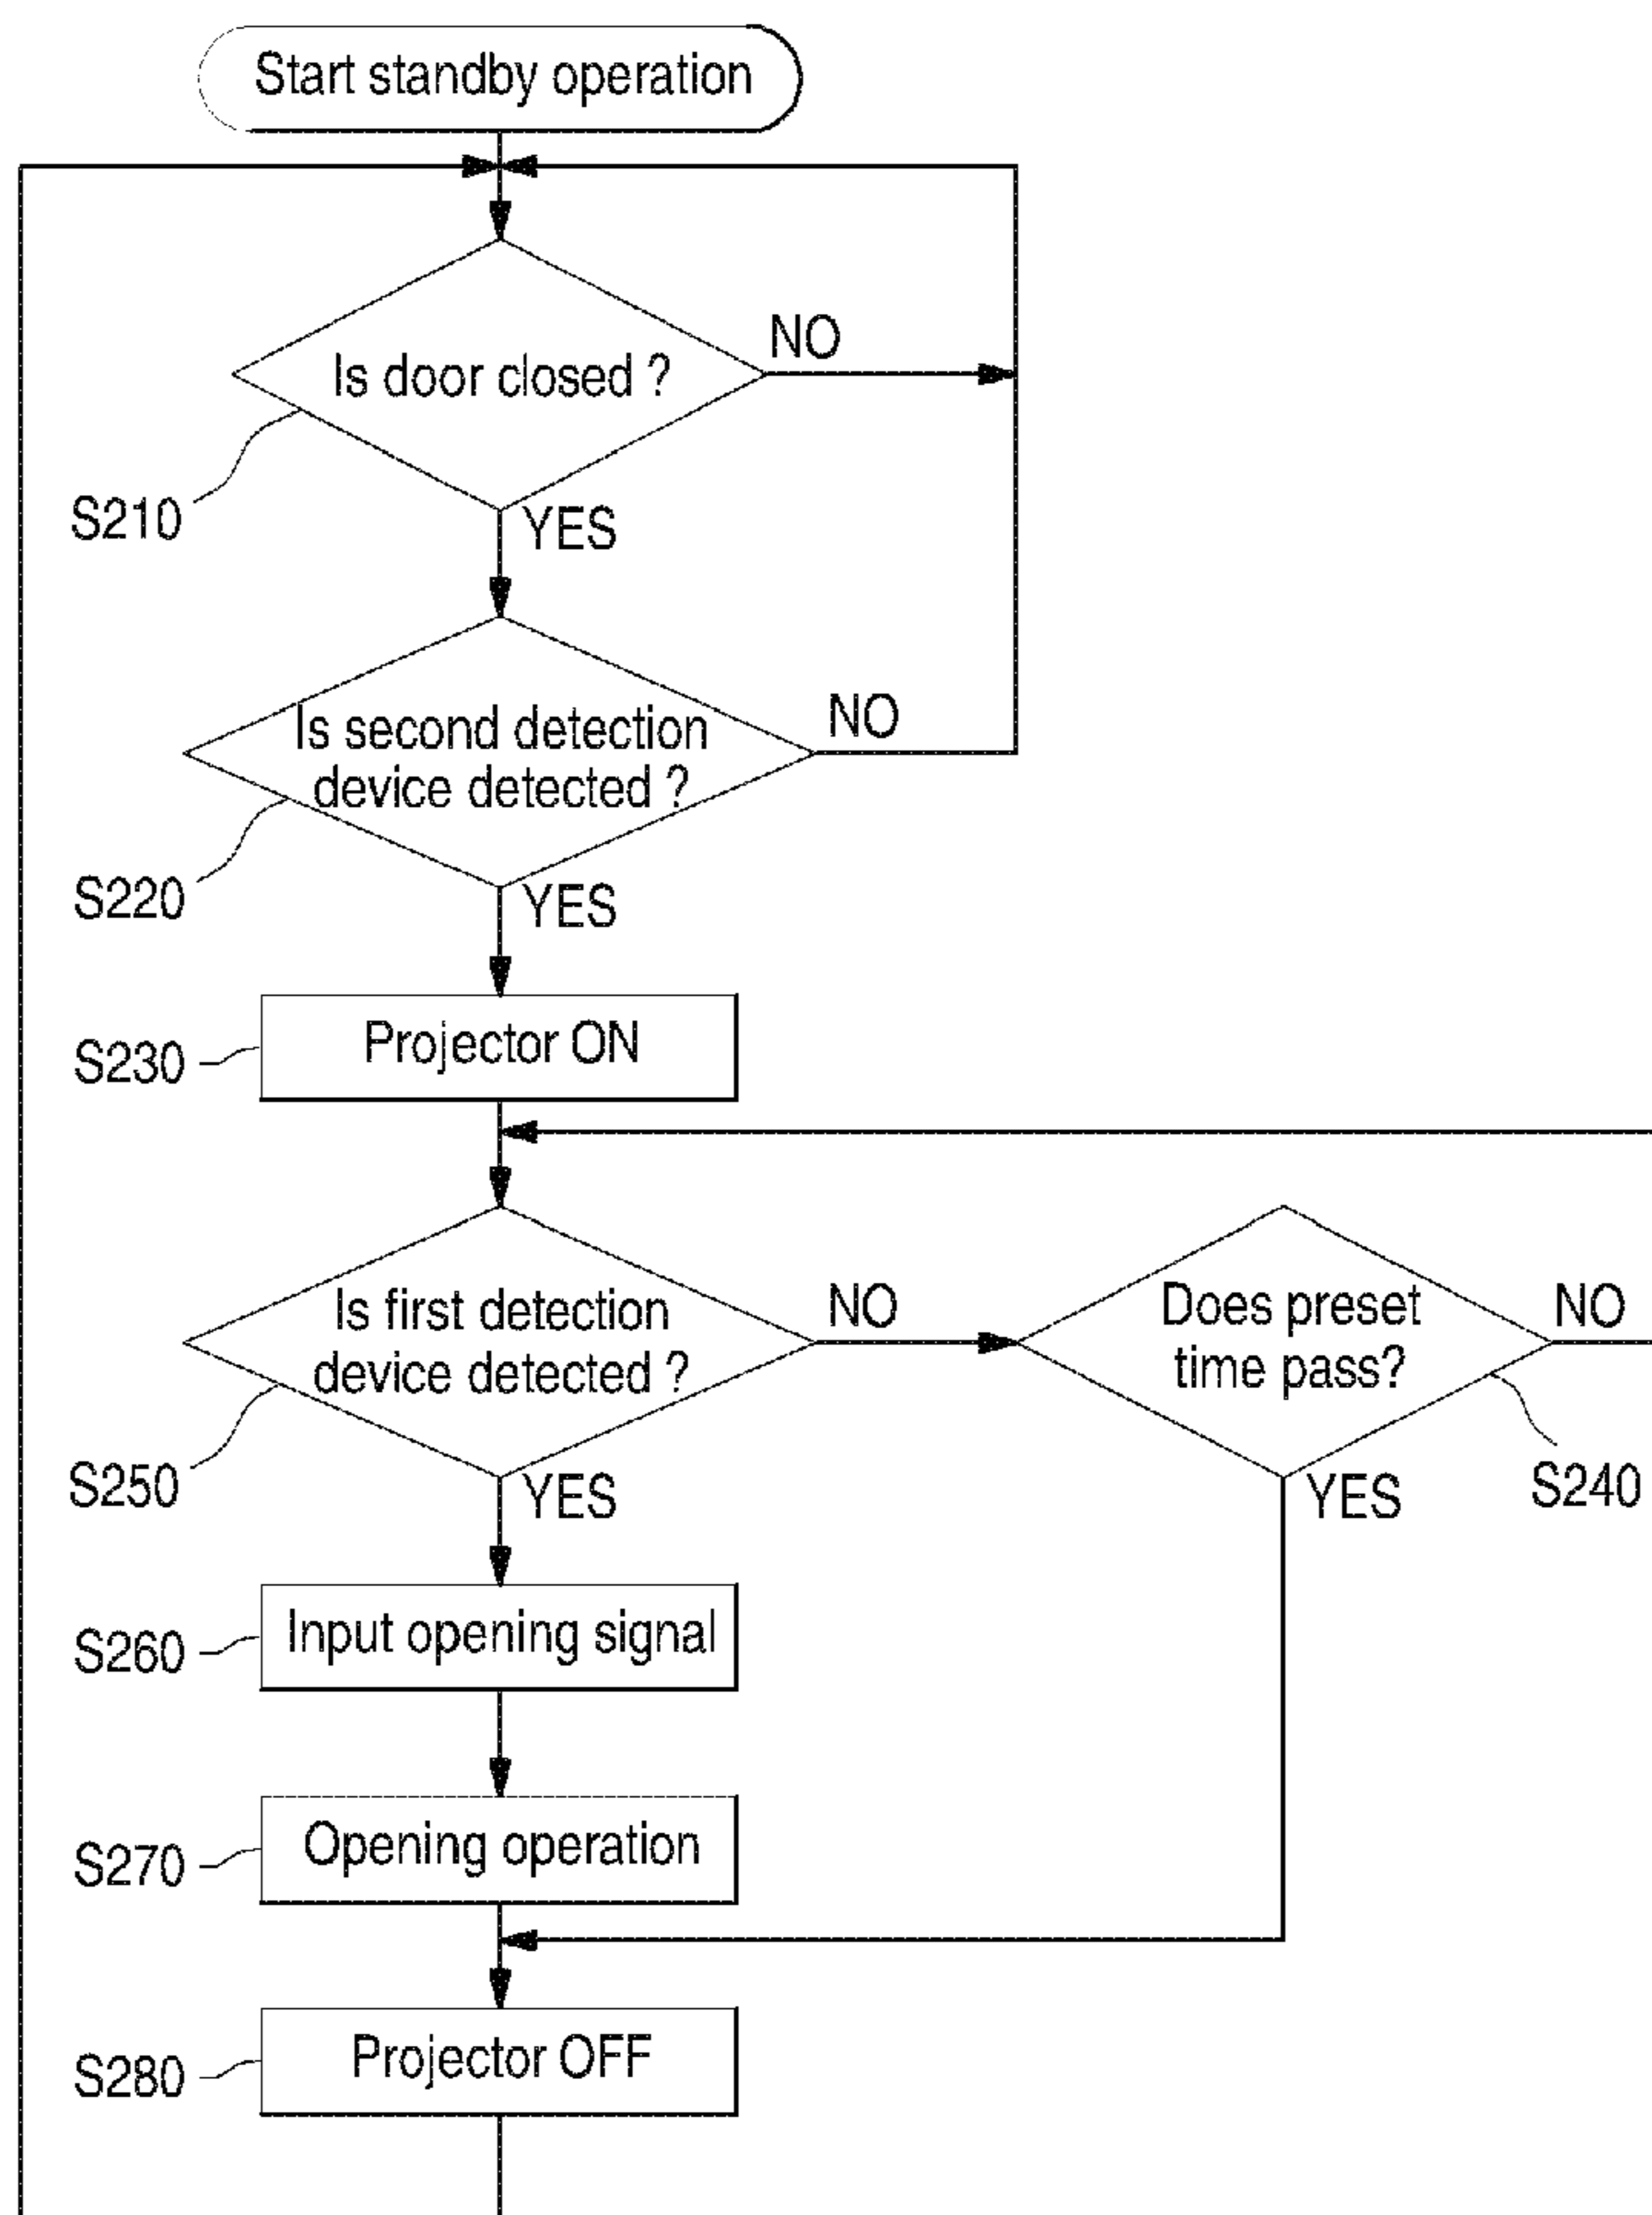 Start standby operation
Is door closed ?
NO
S210
YES
Is second detection
device detected ?
NO
S220
YES
Projector ON
S230
Is first detection
device detected ?
NO
Does preset
time pass?
NO
S250
YES
YES
S240
Input opening signal
S260
Opening operation
S270
Projector OFF
S280